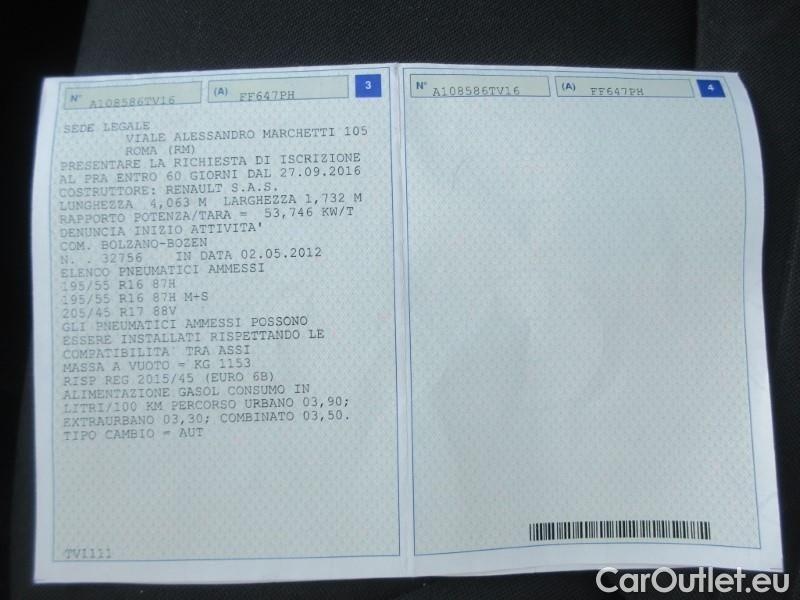 N° A108586TV16 (A) FF647PH 3
SEDE LEGALE
VIALE ALESSANDRO MARCHETTI 105
ROMA (RM)
PRESENTARE LA RICHIESTA DI ISCRIZIONE
AL PRA ENTRO 60 GIORNI DAL 27.09.2016
COSTRUTTORE: RENAULT S.A.S.
LUNGHEZZA 4,063 M LARGHEZZA 1,732 M
RAPPORTO POTENZA/TARA = 53,746 KW/T
DENUNCIA INIZIO ATTIVITA'
COM. BOLZANO-BOZEN
N. . 32756 IN DATA 02.05.2012
ELENCO PNEUMATICI AMMESSI
195/55 R16 87H
195/55 R16 87H M+S
205/45 R17 88V
GLI PNEUMATICI AMMESSI POSSONO
ESSERE INSTALLATI RISPETTANDO LE
COMPATIBILITA' TRA ASSI
MASSA A VUOTO = KG 1153
RISP REG 2015/45 (EURO 6B)
ALIMENTAZIONE GASOL CONSUMO IN
LITRI/100 KM PERCORSO URBANO 03,90;
EXTRAURBANO 03,30; COMBINATO 03,50.
TIPO CAMBIO = AUT
TV1111
N° A108586TV16 (A) FF647PH 4
CarOutlet.eu